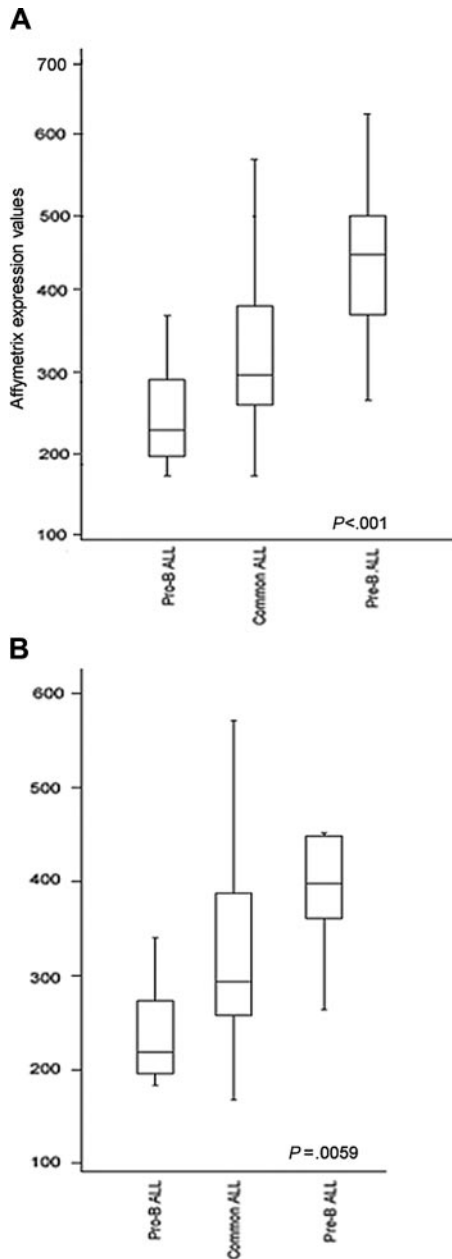 A
Affymetrix expression values
700
600
500
400
300
200
100
P<.001
Pro-B ALL
Common ALL
Pre-B ALL
B
600
500
400
300
200
100
P=.0059
Pro-B ALL
Common ALL
Pre-B ALL